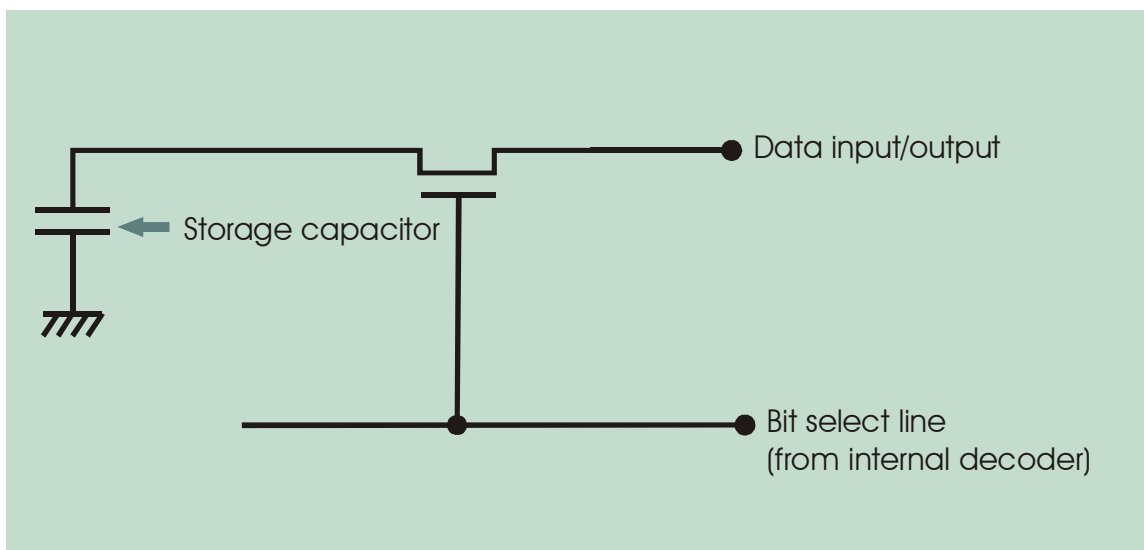 Data input/output
Storage capacitor
Bit select line
(from internal decoder)